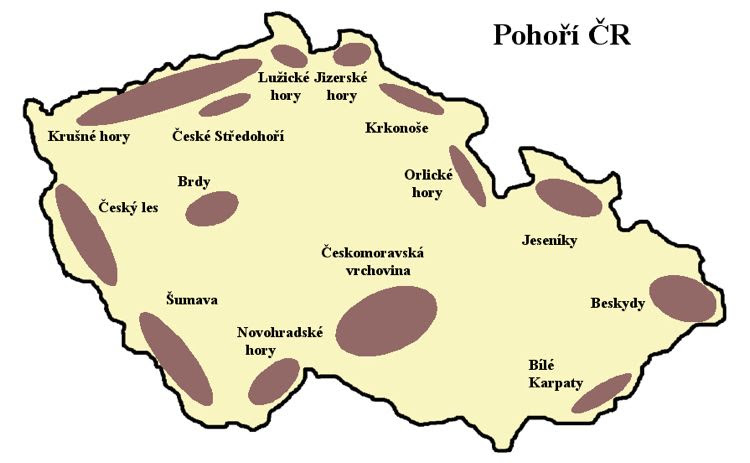 Pohoří ČR
Lužické
hory
Jizerské
hory
Krušné hory
České Středohoří
Krkonoše
Orlické
hory
Brdy
Český les
Jeseníky
Českomoravská
vrchovina
Šumava
Beskydy
Novohradské
hory
Bílé
Karpaty